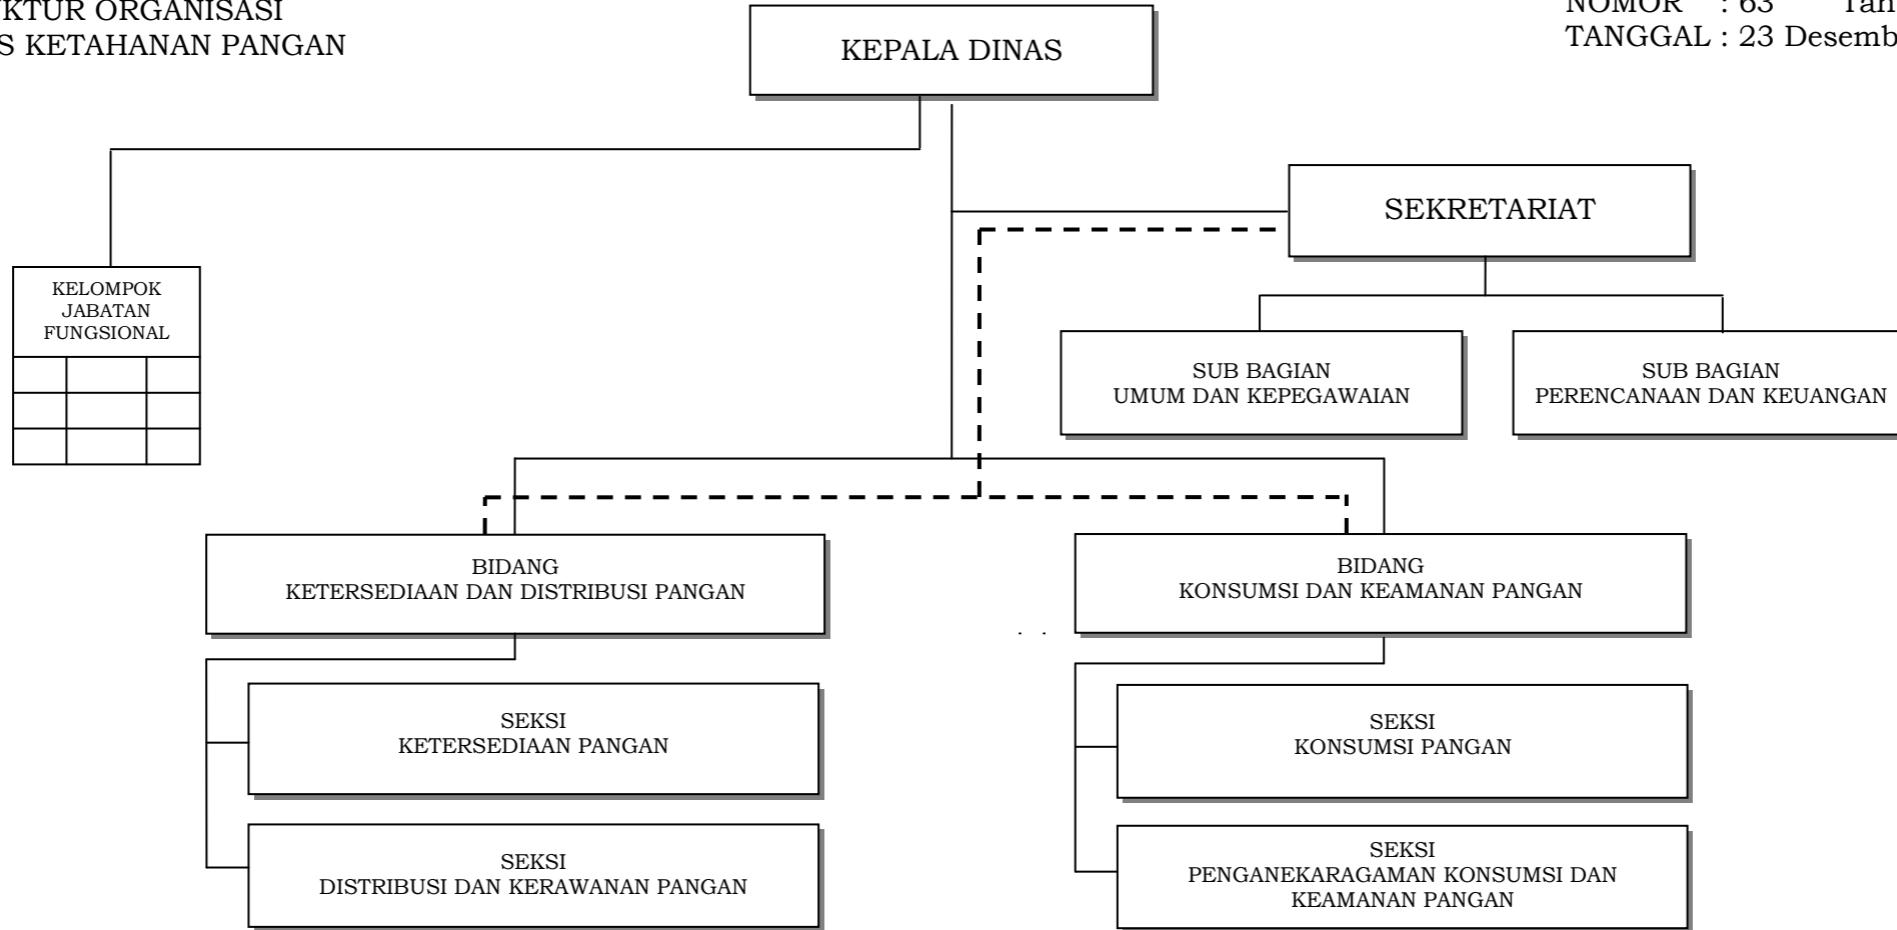 KTUR ORGANISASI
S KETAHANAN PANGAN
NOMOR : 63 Tah
TANGGAL : 23 Desemb
KEPALA DINAS
SEKRETARIAT
KELOMPOK
JABATAN
FUNGSIONAL
SUB BAGIAN
UMUM DAN KEPEGAWAIAN
SUB BAGIAN
PERENCANAAN DAN KEUANGAN
BIDANG
KETERSEDIAAN DAN DISTRIBUSI PANGAN
BIDANG
KONSUMSI DAN KEAMANAN PANGAN
SEKSI
KETERSEDIAAN PANGAN
SEKSI
KONSUMSI PANGAN
SEKSI
DISTRIBUSI DAN KERAWANAN PANGAN
SEKSI
PENGANEKARAGAMAN KONSUMSI DAN
KEAMANAN PANGAN